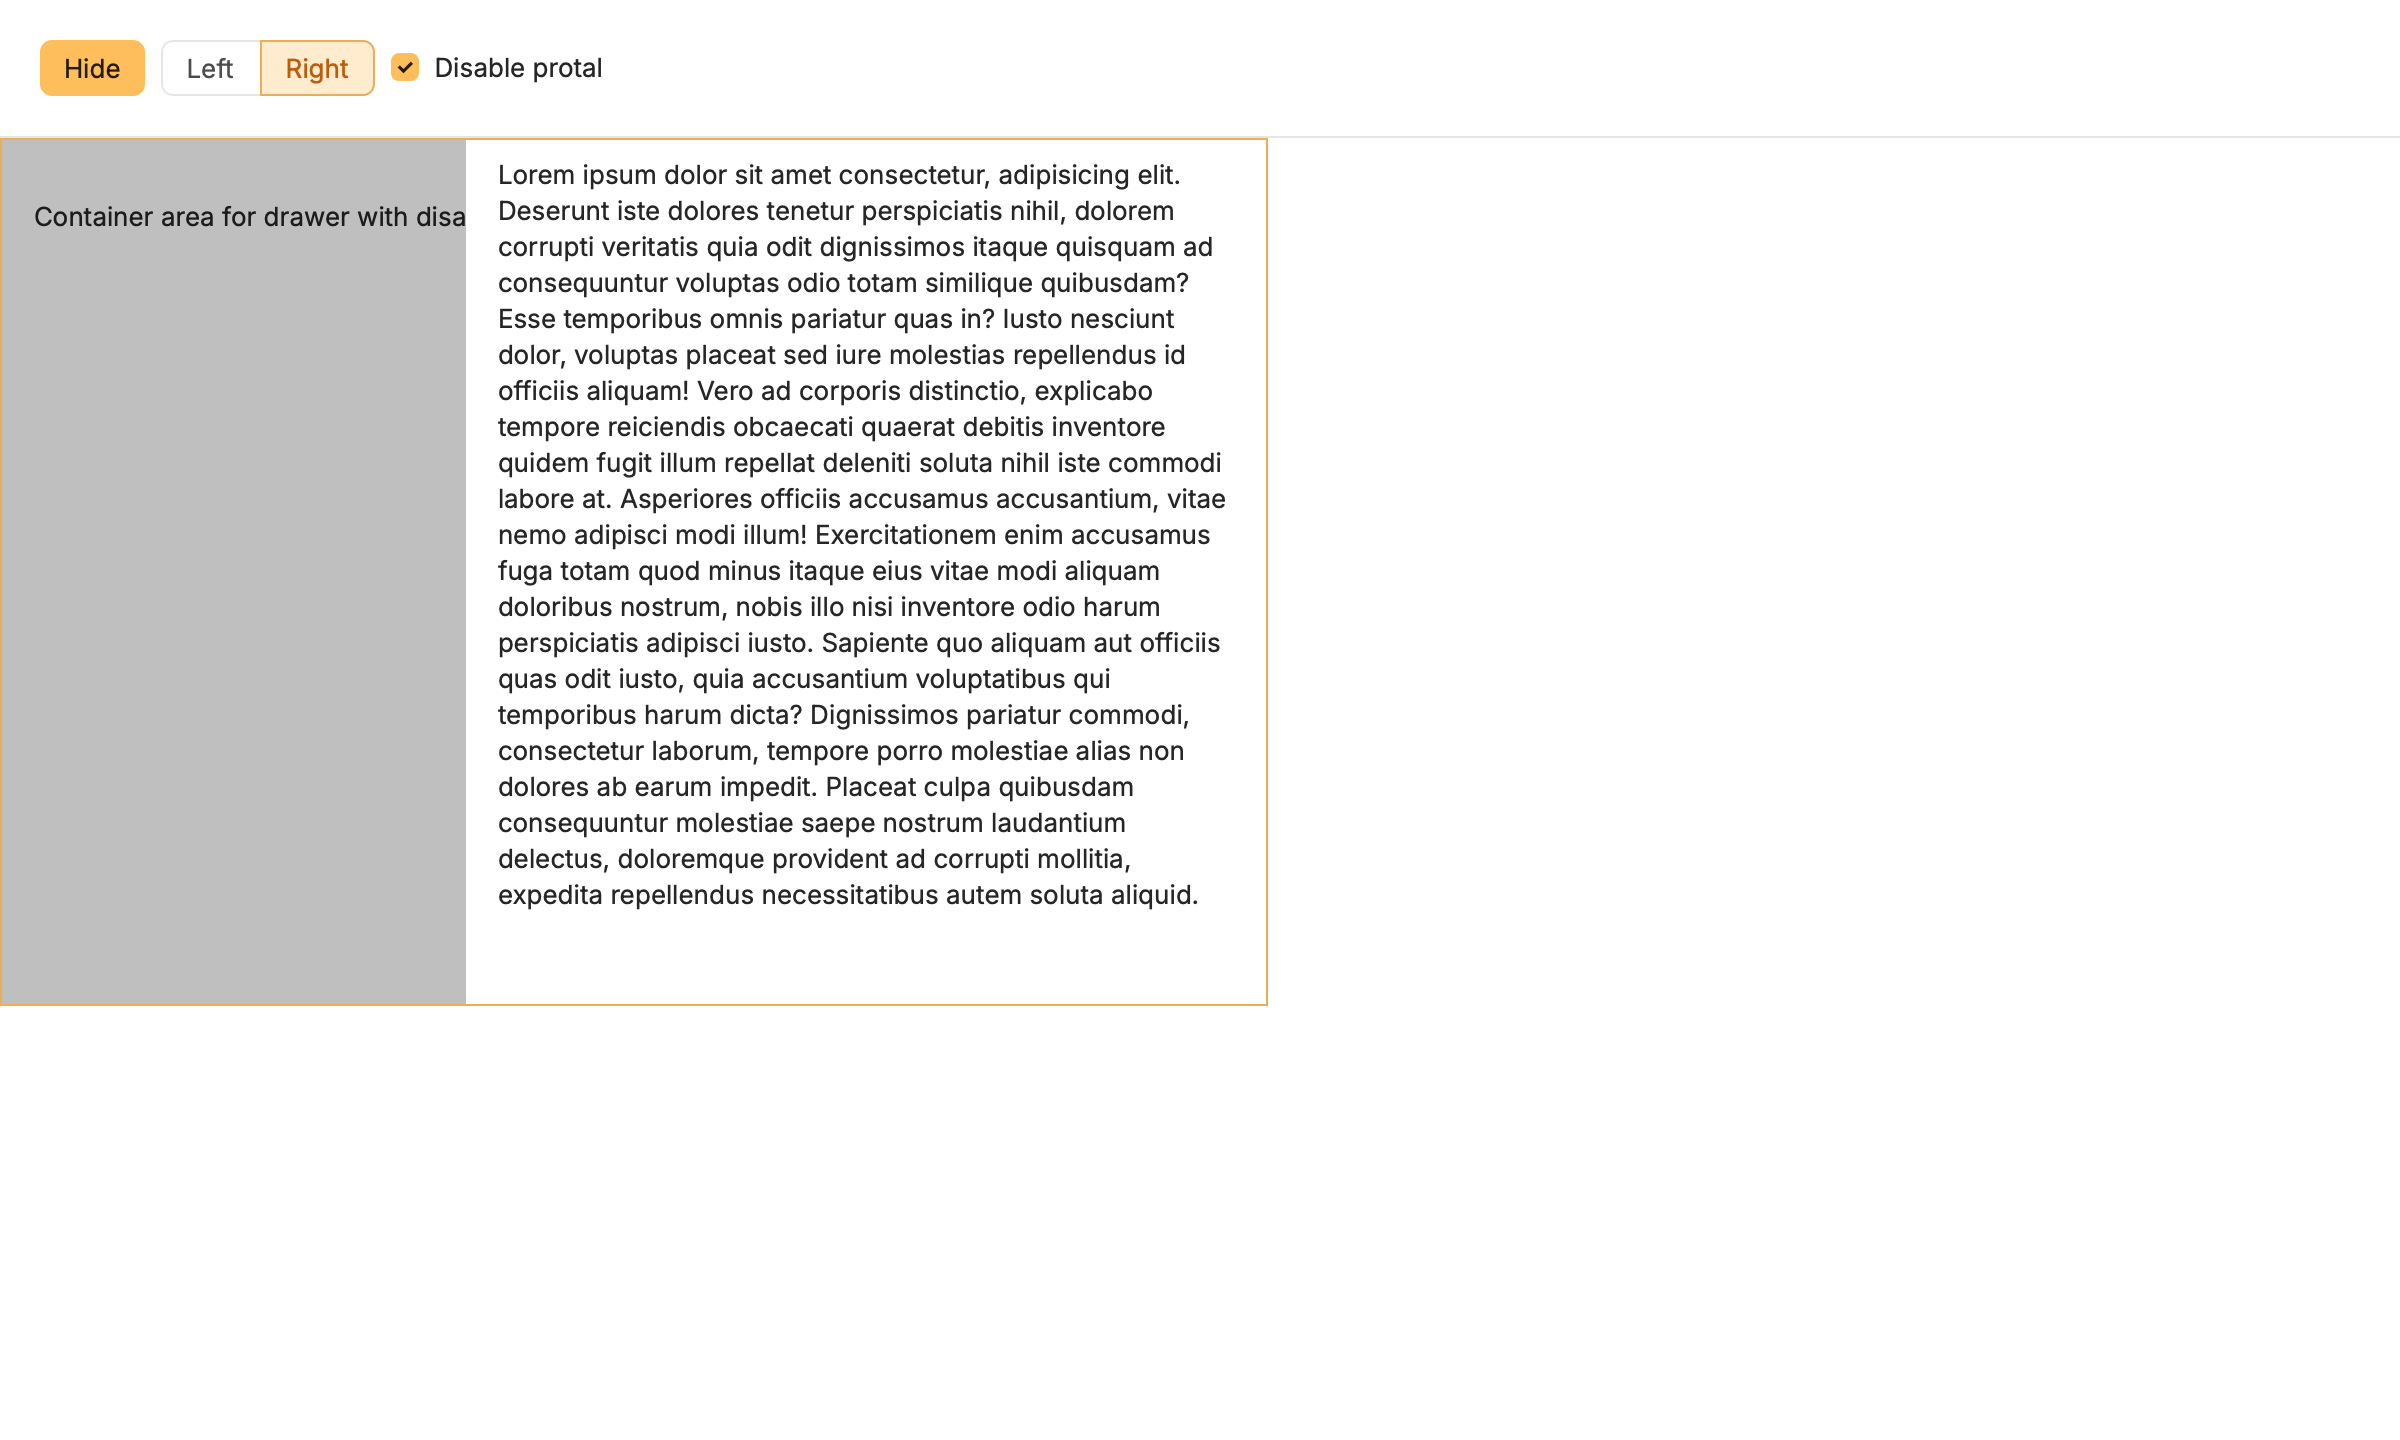 Hide
Left
Right
Disable protal
Container area for drawer with disa
Lorem ipsum dolor sit amet consectetur, adipisicing elit.
Deserunt iste dolores tenetur perspiciatis nihil, dolorem
corrupti veritatis quia odit dignissimos itaque quisquam ad
consequuntur voluptas odio totam similique quibusdam?
Esse temporibus omnis pariatur quas in? Iusto nesciunt
dolor, voluptas placeat sed iure molestias repellendus id
officiis aliquam! Vero ad corporis distinctio, explicabo
tempore reiciendis obcaecati quaerat debitis inventore
quidem fugit illum repellat deleniti soluta nihil iste commodi
labore at. Asperiores officiis accusamus accusantium, vitae
nemo adipisci modi illum! Exercitationem enim accusamus
fuga totam quod minus itaque eius vitae modi aliquam
doloribus nostrum, nobis illo nisi inventore odio harum
perspiciatis adipisci iusto. Sapiente quo aliquam aut officiis
quas odit iusto, quia accusantium voluptatibus qui
temporibus harum dicta? Dignissimos pariatur commodi,
consectetur laborum, tempore porro molestiae alias non
dolores ab earum impedit. Placeat culpa quibusdam
consequuntur molestiae saepe nostrum laudantium
delectus, doloremque provident ad corrupti mollitia,
expedita repellendus necessitatibus autem soluta aliquid.